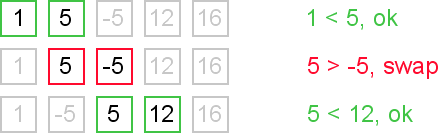 1 5 -5 12 16 1 < 5, ok
1 5 -5 12 16 5 > -5, swap
1 -5 5 12 16 5 < 12, ok